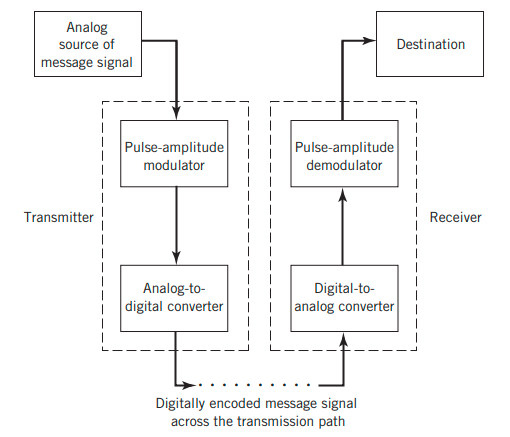 Analog
source of
message signal
Destination
Pulse-amplitude
modulator
Pulse-amplitude
demodulator
Transmitter
Receiver
Analog-to-
digital converter
Digital-to-
analog converter
Digitally encoded message signal
across the transmission path